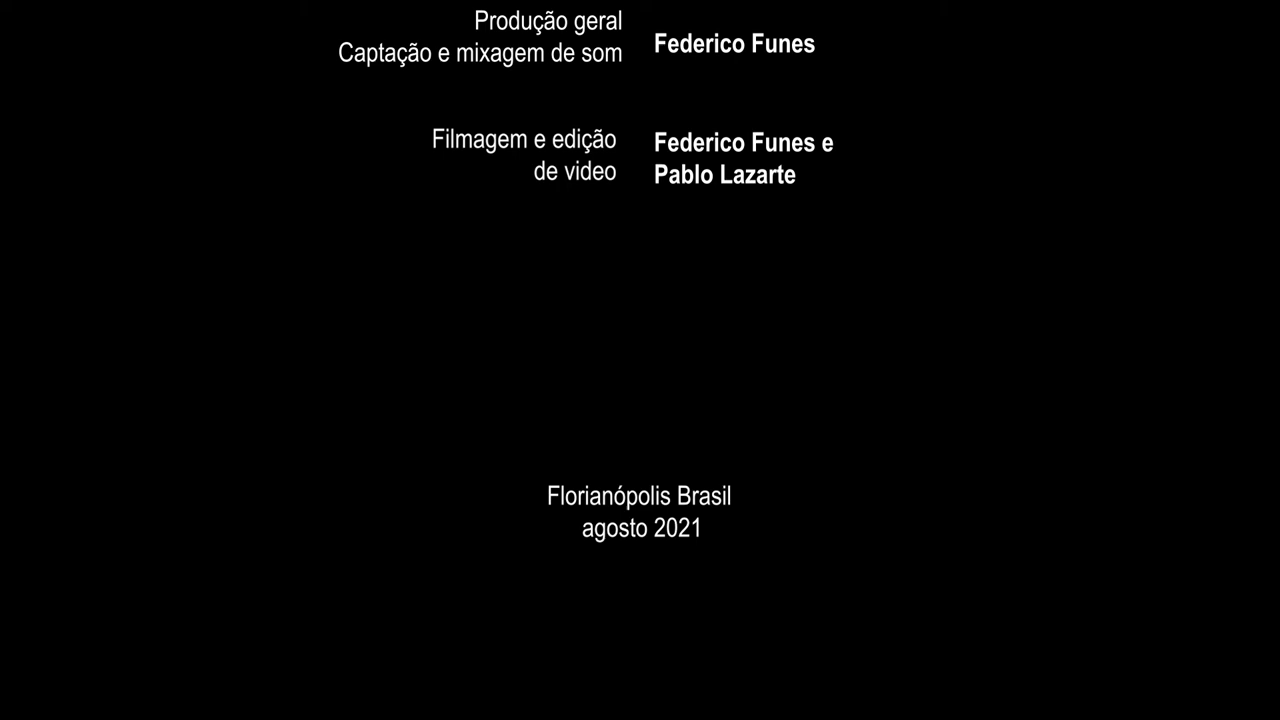 Produção geral
Captação e mixagem de som
Federico Funes
Filmagem e edição
de video
Federico Funes e
Pablo Lazarte
Florianópolis Brasil
agosto 2021